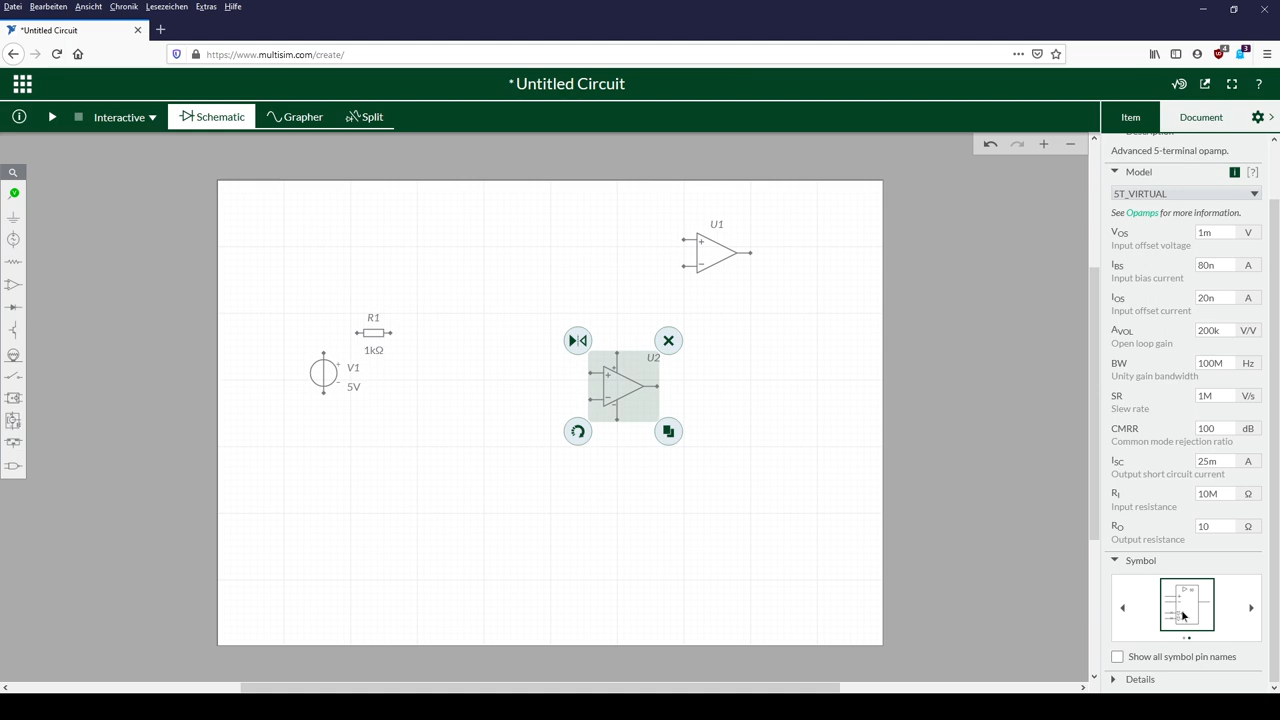 Datei Bearbeiten Ansicht Chronik Lesezeichen Extras Hilfe
*Untitled Circuit
https://www.multisim.com/create/
4
3
* Untitled Circuit
Interactive Schematic Grapher Split
Item Document
Advanced 5-terminal opamp.
Model [?]
5T_VIRTUAL
See Opamps for more information.
VOS 1m V
Input offset voltage
IBS 80n A
Input bias current
IOS 20n A
Input offset current
AVOL 200k V/V
Open loop gain
BW 100M Hz
Unity gain bandwidth
SR 1M V/s
Slew rate
CMRR 100 dB
Common mode rejection ratio
ISC 25m A
Output short circuit current
RI 10M Ω
Input resistance
RO 10 Ω
Output resistance
Symbol
Show all symbol pin names
Details
U1
R1
1kΩ
V1
5V
U2